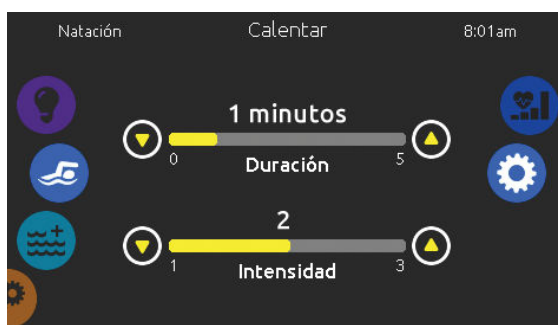 Natación Calentar 8:01am
1 minutos
0 Duración 5
2
1 Intensidad 3